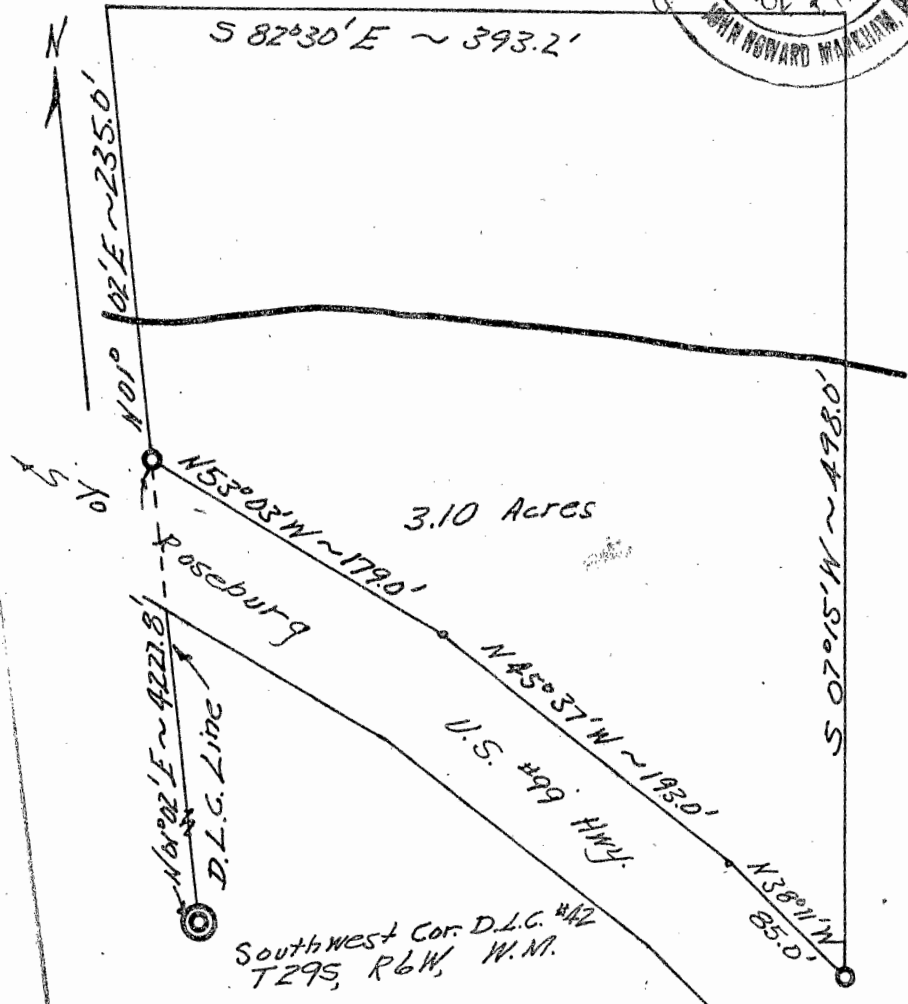 N
S 82°30' E ~ 393.2'
JOHN HOWARD MARKHAM
N01° 02' E ~ 235.0'
S 07°15' W ~ 498.0'
N53°03' W ~ 179.0'
3.10 Acres
Roseburg
N45°37' W ~ 193.0'
U.S. #99 HWY.
N38°11' W
85.0'
N01°02' E ~ 4227.8'
D.L.C. Line
Southwest Cor. D.L.C. #42
T29S, R6W, W.M.